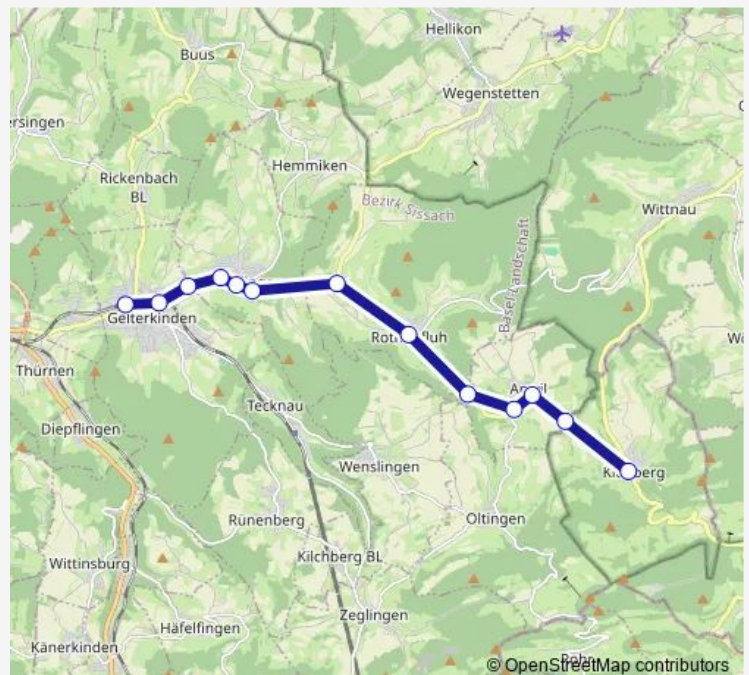 Hellikon
Buus
Wegenstetten
ersingen
Hemmiken
Rickenbach
BL
Bezirk Sissach
Wittnau
Basel-Landschaft
Gelterkinden
Thürnen
Tecknau
Diepflingen
Wenslingen
Rünenberg
Oltingen
Kilchberg BL
Wittinsburg
Zeglingen
Häfelfingen
Känerkinden
© OpenStreetMap contributors